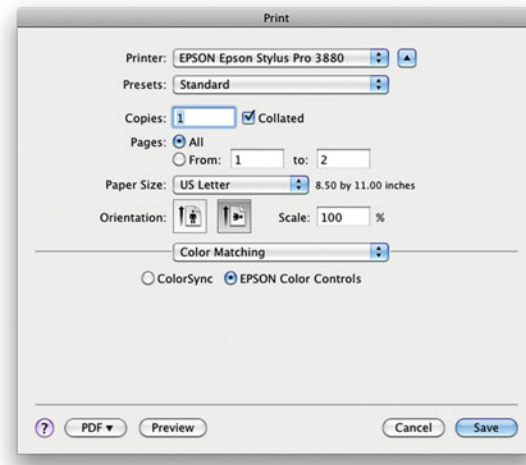 Print
Printer: EPSON Epson Stylus Pro 3880
Presets: Standard
Copies: 1 Collated
Pages: All
From: 1 to: 2
Paper Size: US Letter 8.50 by 11.00 inches
Orientation: Scale: 100 %
Color Matching
ColorSync EPSON Color Controls
? PDF ▾ Preview Cancel Save